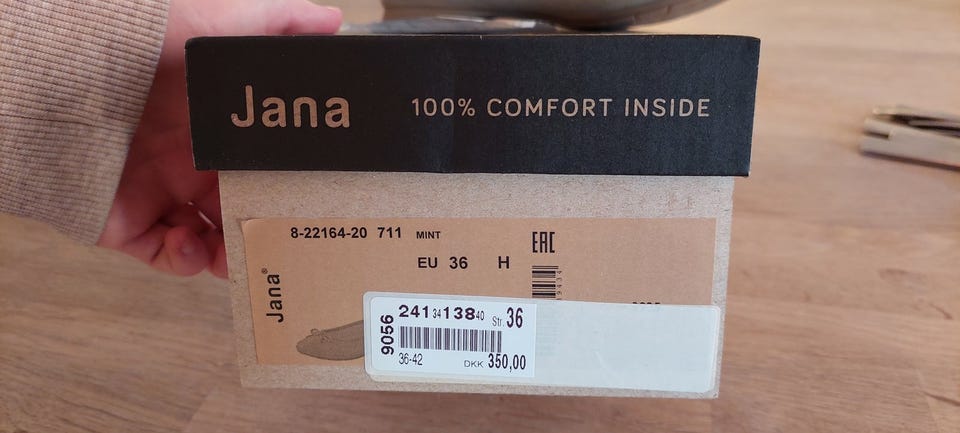 Jana 100% COMFORT INSIDE
8-22164-20 711 MINT
EAC
EU 36 H
Jana®
9056
241 34 138 40 Str. 36
36-42 DKK 350,00